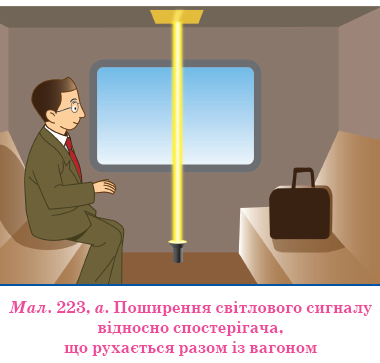 Мал. 223, а. Поширення світлового сигналу
відносно спостерігача,
що рухається разом із вагоном